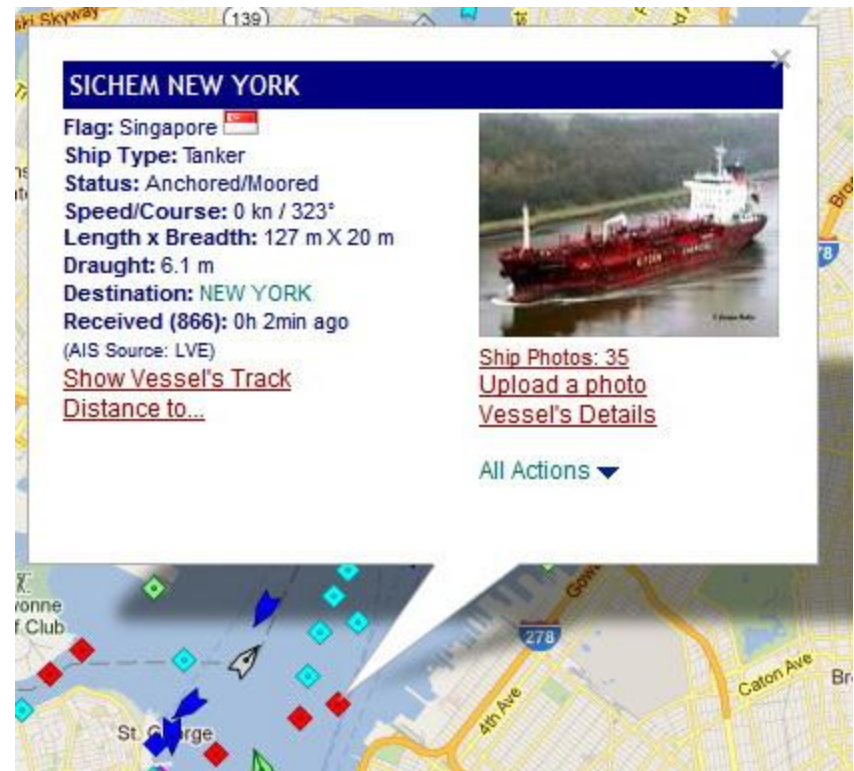 139
SICHEM NEW YORK
Flag: Singapore
Ship Type: Tanker
Status: Anchored/Moored
Speed/Course: 0 kn / 323°
Length x Breadth: 127 m X 20 m
Draught: 6.1 m
Destination: NEW YORK
Received (866): 0h 2min ago
(AIS Source: LVE)
Show Vessel's Track
Distance to...
Ship Photos: 35
Upload a photo
Vessel's Details
All Actions
278
4th Ave
Caton Ave
St. George